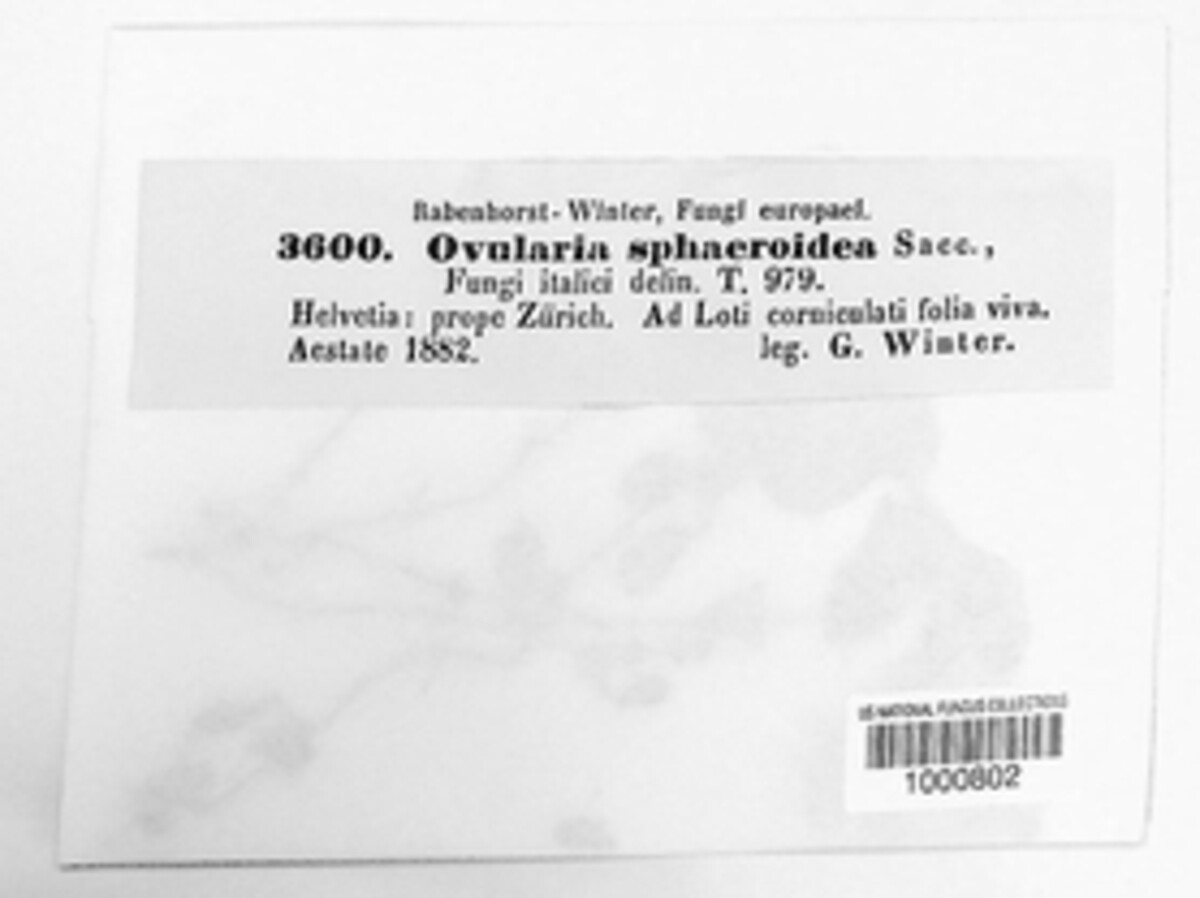 Rabenhorst-Winter, Fungi europaei.
3600. Ovularia sphaeroidea Sacc.,
Fungi italici delin. T. 979.
Helvetia: prope Zürich. Ad Loti corniculati folia viva.
Aestate 1882. leg. G. Winter.
US NATIONAL FUNGUS COLLECTIONS
1000802